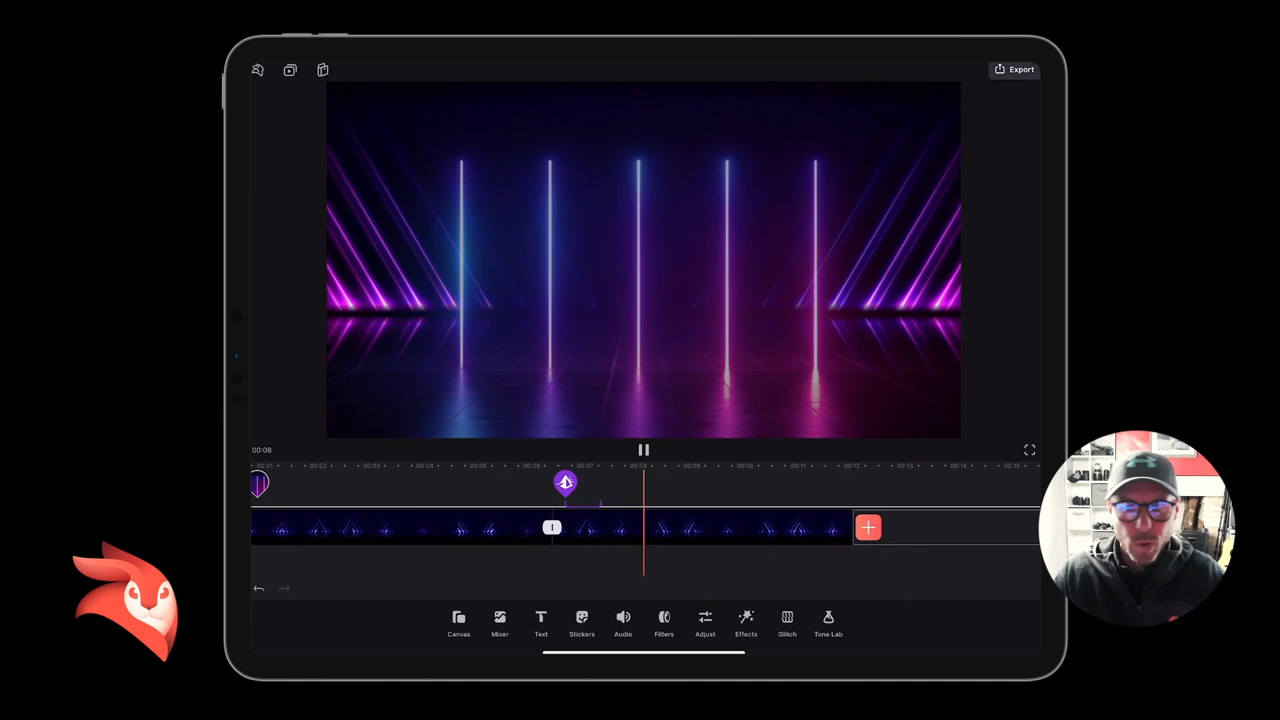 Export
00:08
00:01 00:02 00:03 00:04 00:05 00:06 00:07 00:08 00:09 00:10 00:11 00:12 00:13 00:14 00:15
Canvas Mixer Text Stickers Audio Filters Adjust Effects Glitch Tone Lab